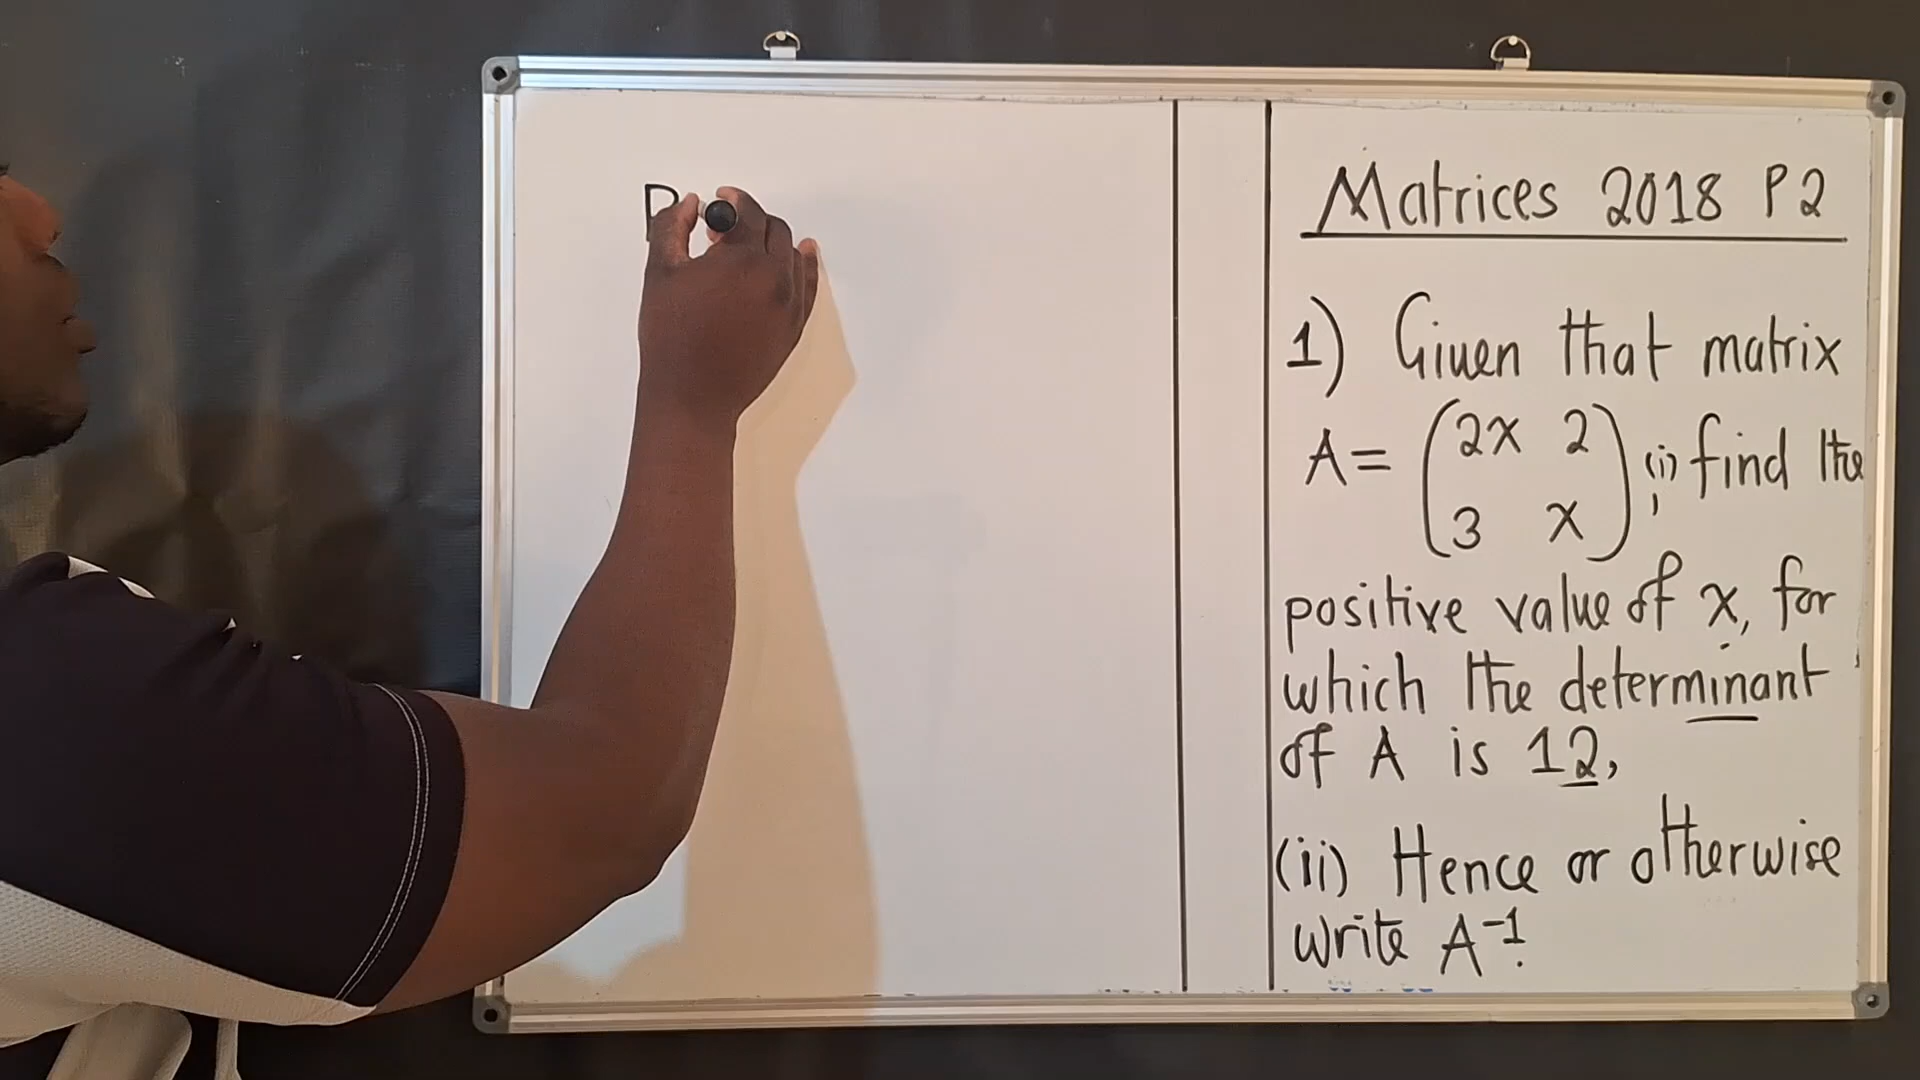 Matrices 2018 P2
1) Given that matrix
A = (2x 2
3 x) ; (i) find the
positive value of x, for
which the determinant
of A is 12,
(ii) Hence or otherwise
write A⁻¹.